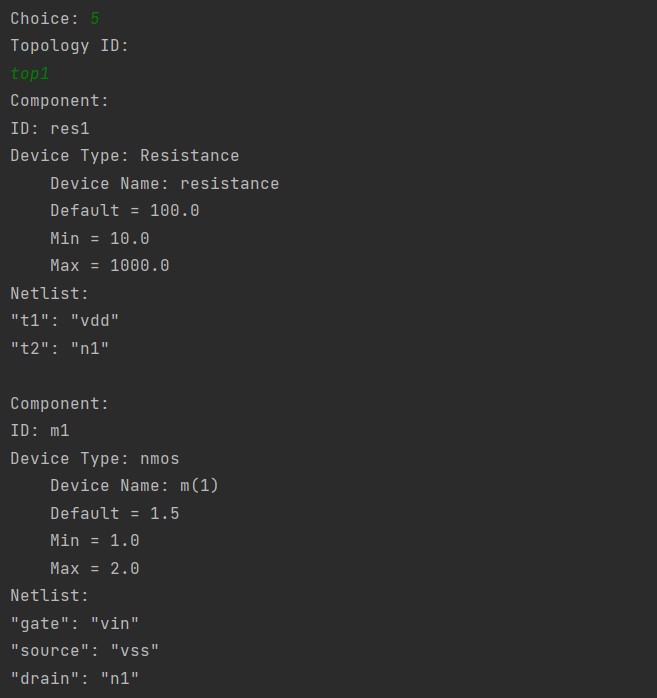 Choice: 5
Topology ID:
top1
Component:
ID: res1
Device Type: Resistance
    Device Name: resistance
    Default = 100.0
    Min = 10.0
    Max = 1000.0
Netlist:
"t1": "vdd"
"t2": "n1"

Component:
ID: m1
Device Type: nmos
    Device Name: m(1)
    Default = 1.5
    Min = 1.0
    Max = 2.0
Netlist:
"gate": "vin"
"source": "vss"
"drain": "n1"